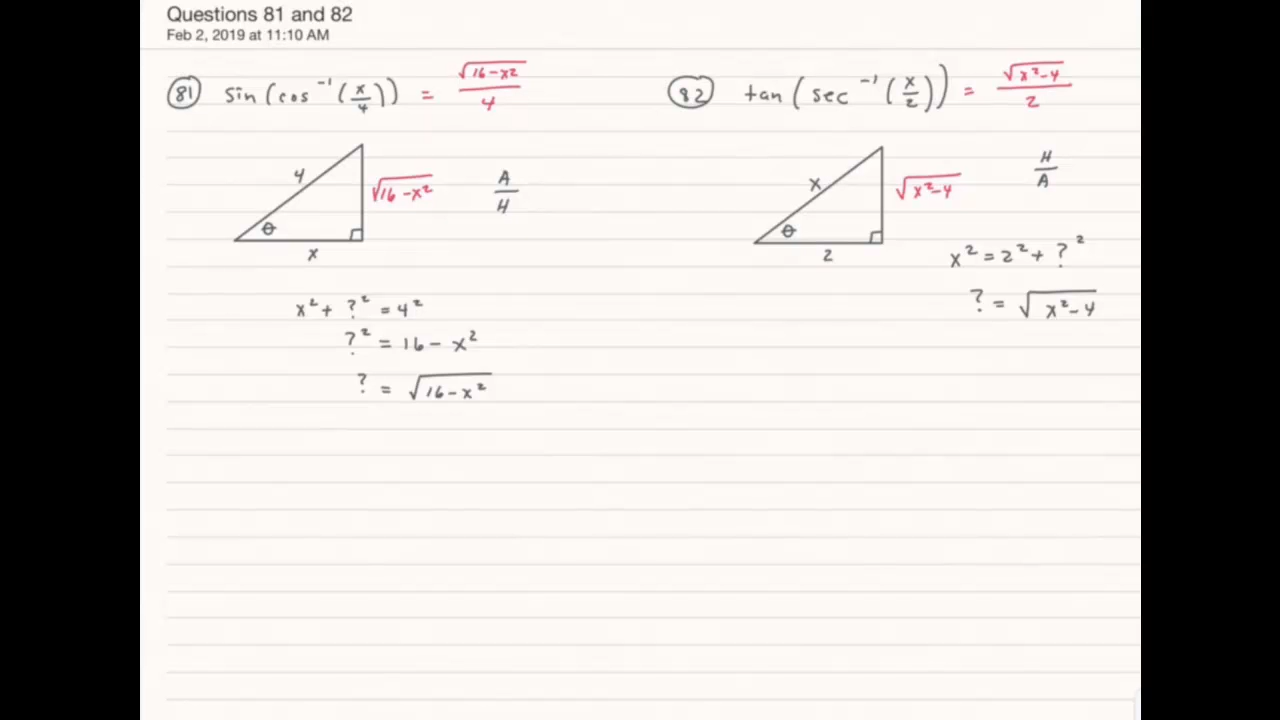 Questions 81 and 82
Feb 2, 2019 at 11:10 AM
81 sin(cos⁻¹(x/4)) = √(16-x²)/4
4
√(16-x²)
A/H
θ
x
x² + ?² = 4²
?² = 16 - x²
? = √(16-x²)
82 tan(sec⁻¹(x/2)) = √(x²-4)/2
x
√(x²-4)
H/A
θ
2
x² = 2² + ?²
? = √(x²-4)